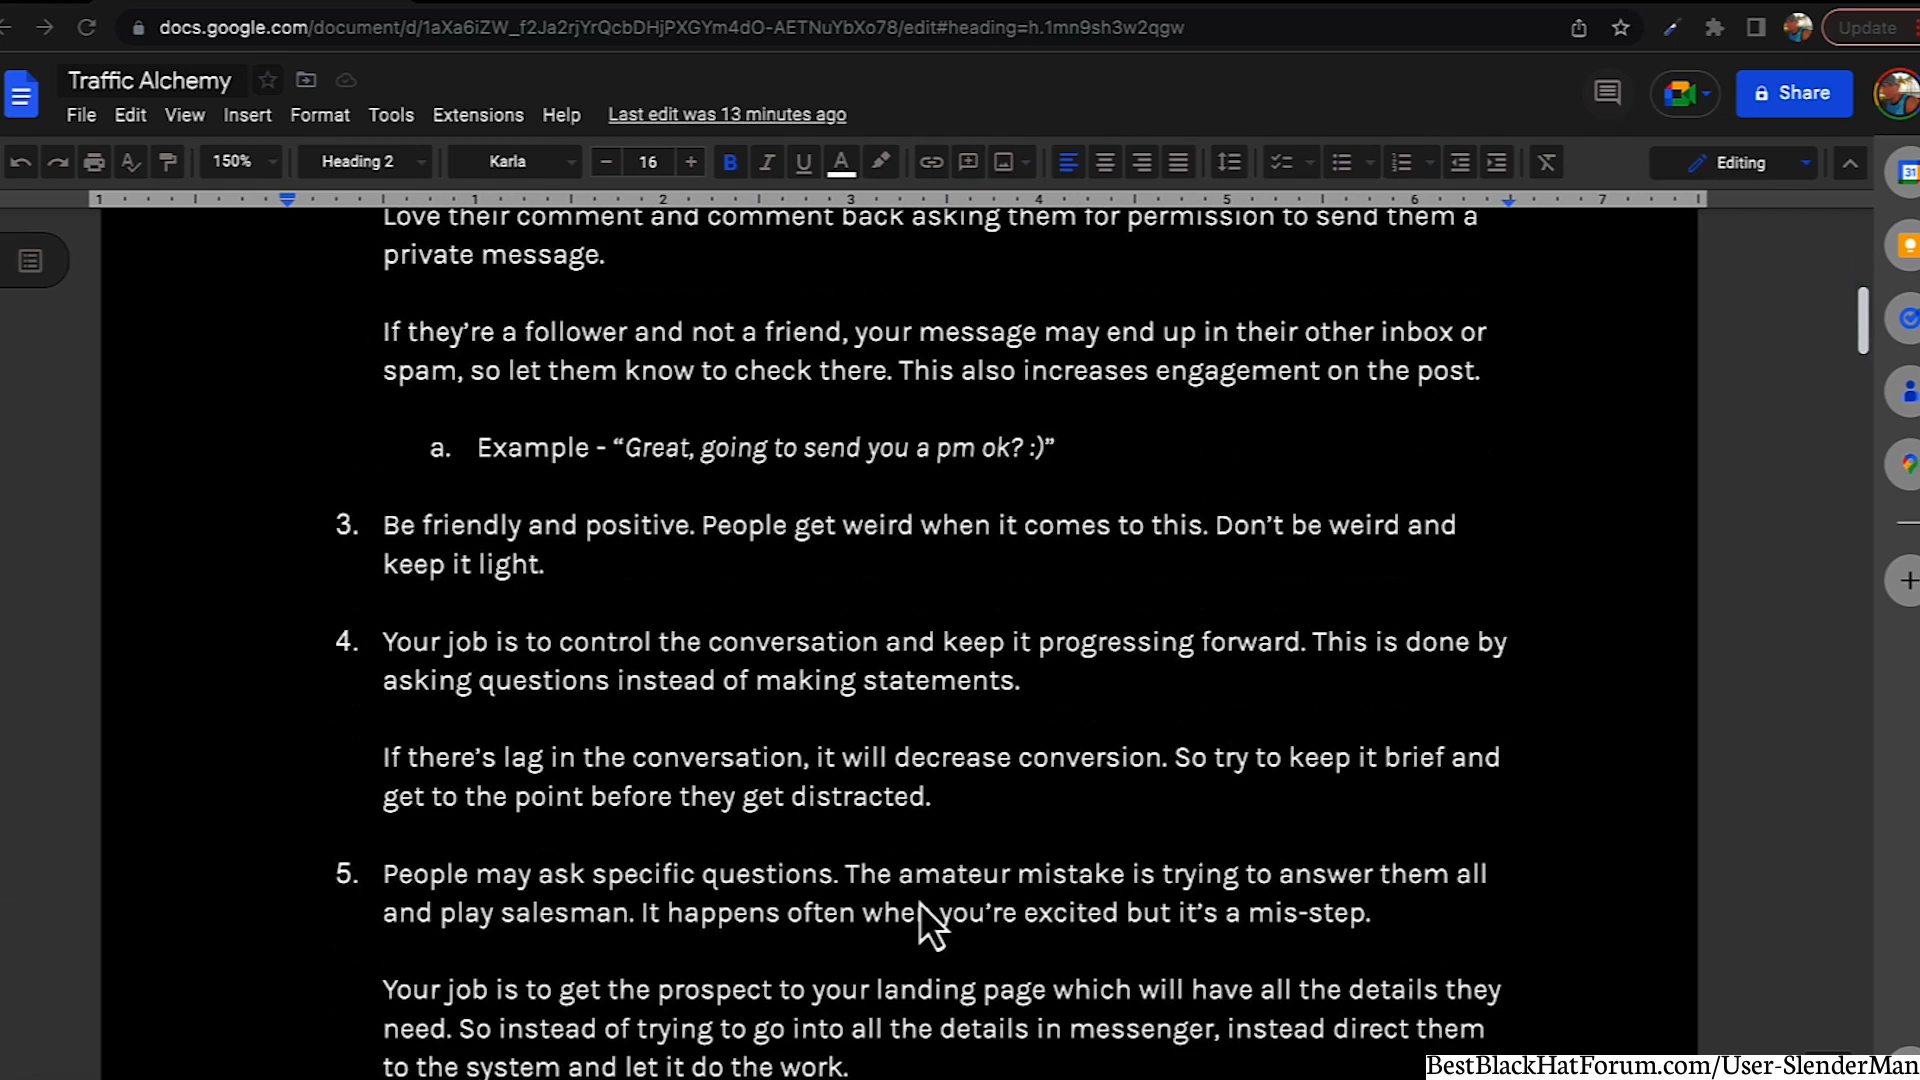 docs.google.com/document/d/1aXa6iZW_f2Ja2rjYrQcbDHjPXGYm4dO-AETNuYbXo78/edit#heading=h.1mn9sh3w2qgw
Update
Traffic Alchemy
Share
File Edit View Insert Format Tools Extensions Help Last edit was 13 minutes ago
150% Heading 2 Karla 16 B I U A Editing
1 1 2 3 4 5 6 7
31
Love their comment and comment back asking them for permission to send them a
private message.
If they're a follower and not a friend, your message may end up in their other inbox or
spam, so let them know to check there. This also increases engagement on the post.
a. Example - “Great, going to send you a pm ok? :)”
3. Be friendly and positive. People get weird when it comes to this. Don't be weird and
keep it light.
4. Your job is to control the conversation and keep it progressing forward. This is done by
asking questions instead of making statements.
If there's lag in the conversation, it will decrease conversion. So try to keep it brief and
get to the point before they get distracted.
5. People may ask specific questions. The amateur mistake is trying to answer them all
and play salesman. It happens often when you're excited but it's a mis-step.
Your job is to get the prospect to your landing page which will have all the details they
need. So instead of trying to go into all the details in messenger, instead direct them
to the system and let it do the work.
BestBlackHatForum.com/User-SlenderMan